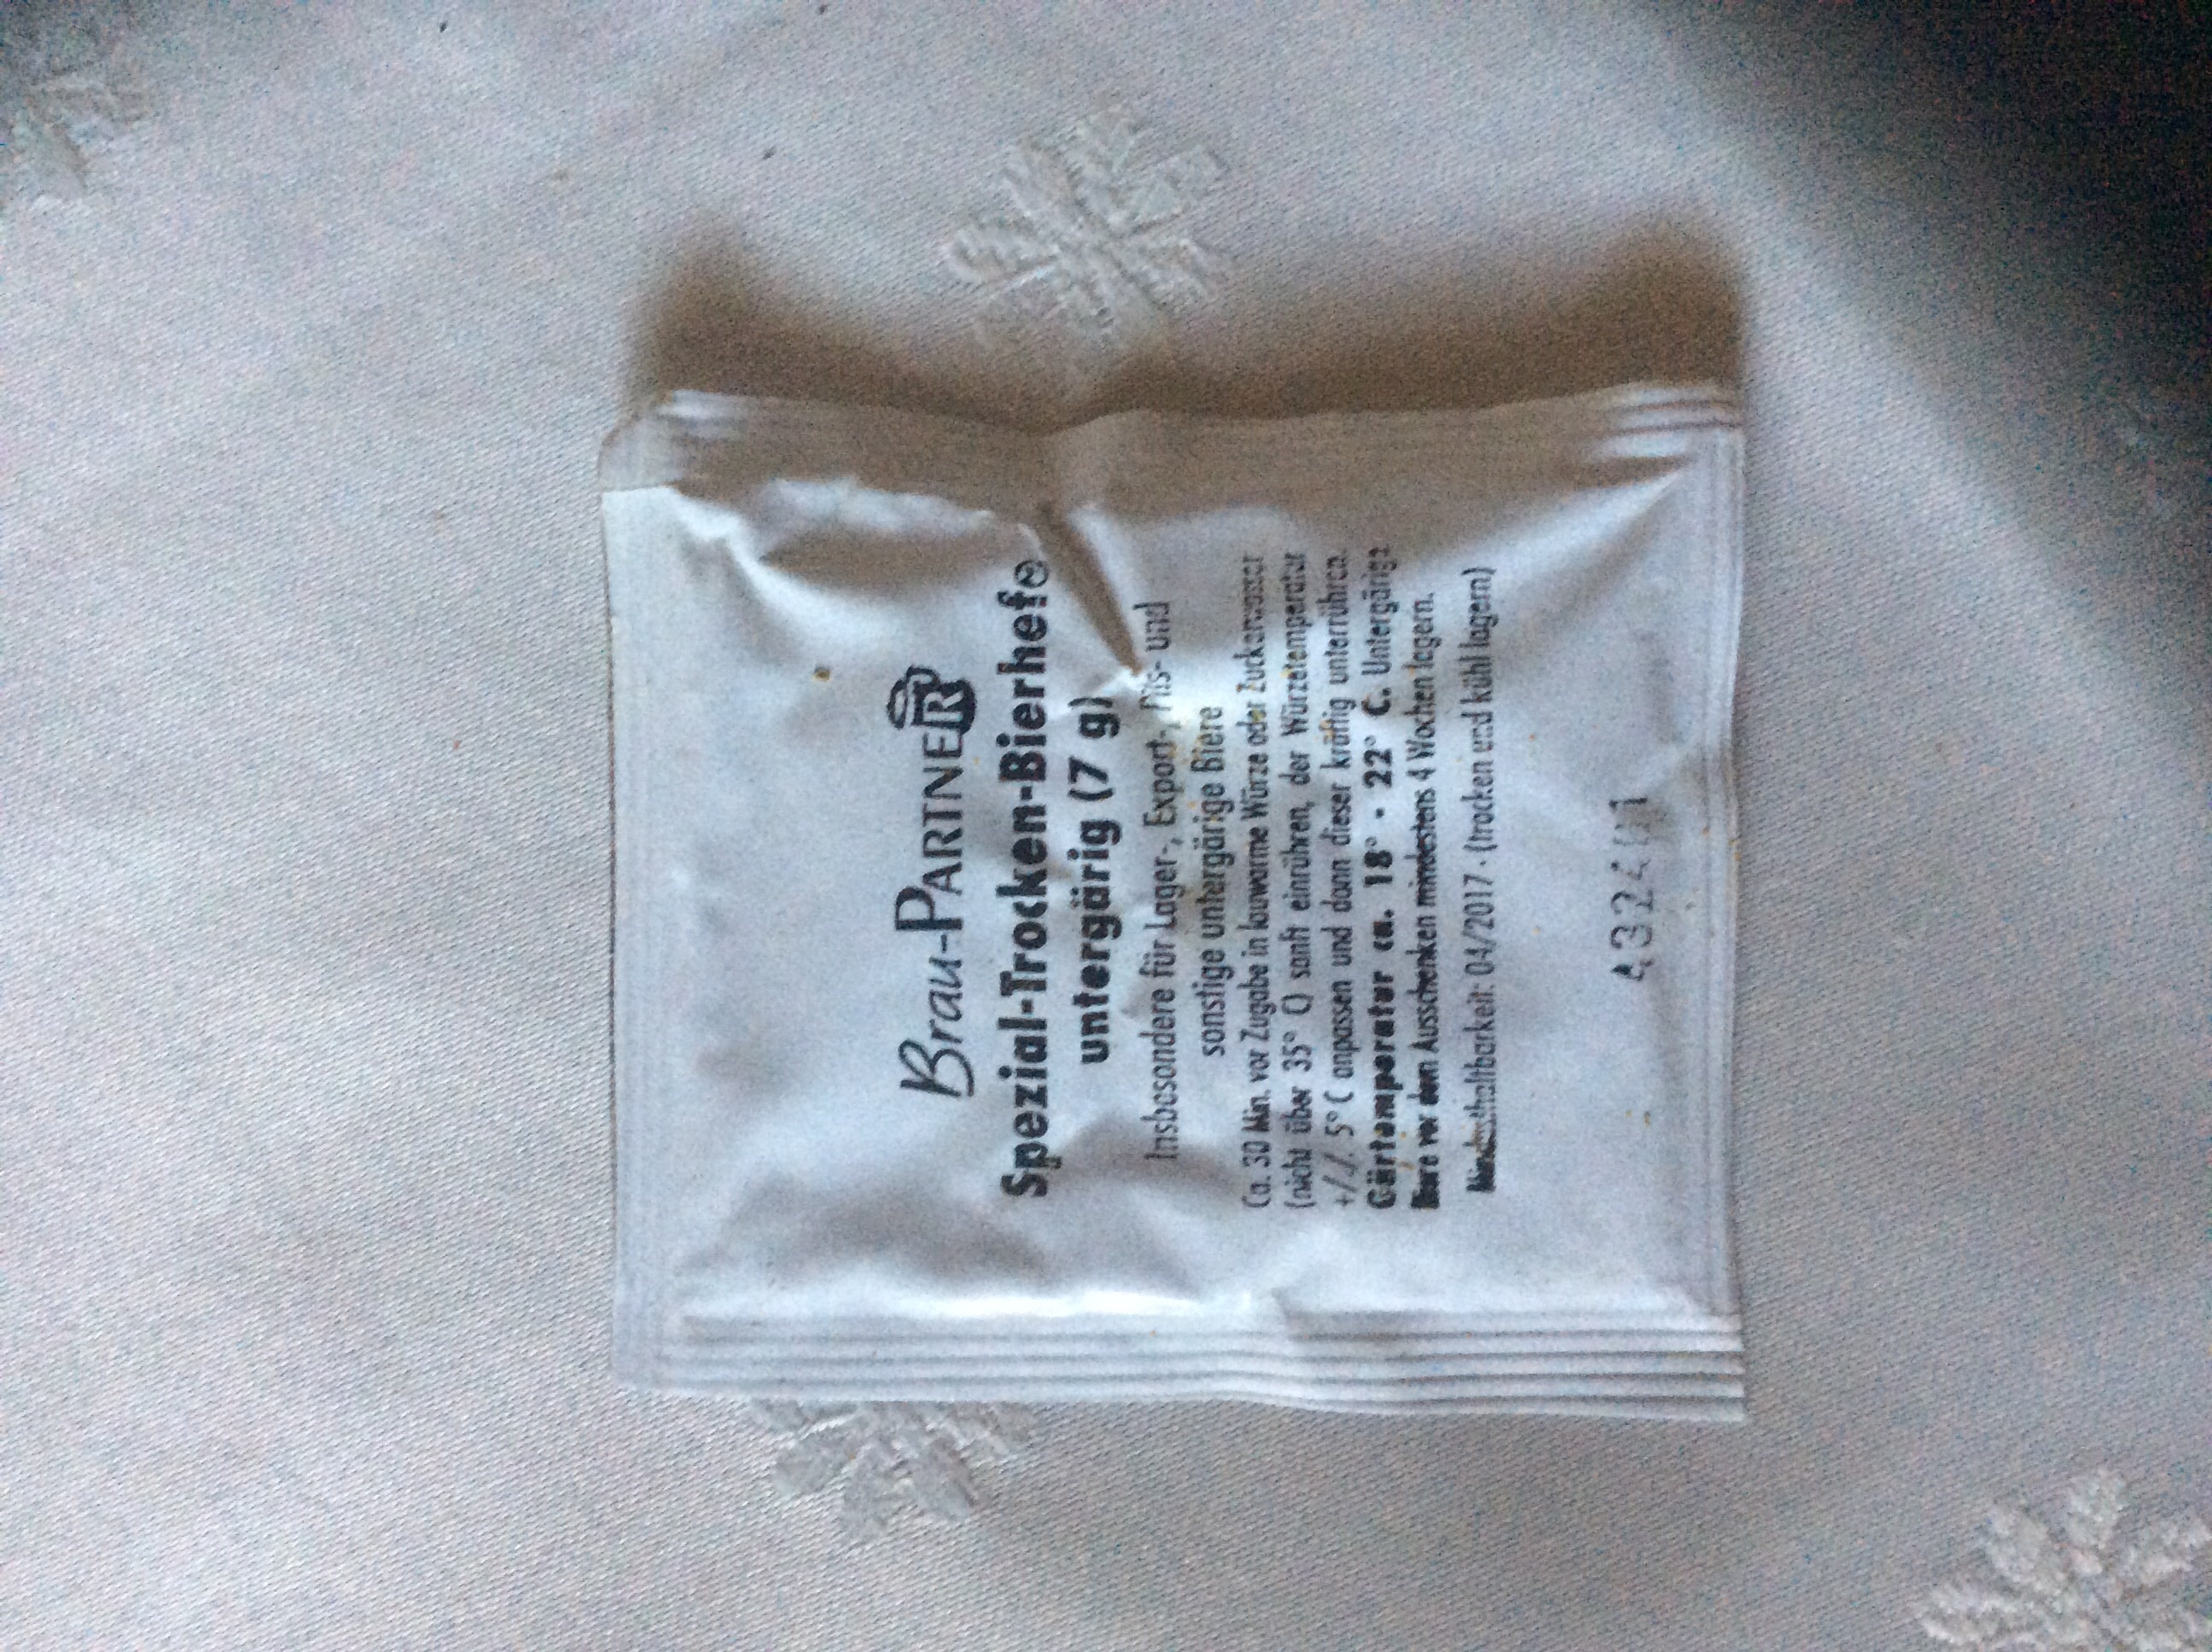 Brau-PARTNER
Spezial-Trocken-Bierhefe
untergärig (7 g)
Insbesondere für Lager-, Export-, Pils- und
sonstige untergärige Biere
Ca. 30 Min. vor Zugabe in lauwarme Würze oder Zuckerwasser
(nicht über 35° C) sanft einrühren, der Würzetemperatur
+/./. 5° C anpassen und dann dieser kräftig unterrühren.
Gärtemperatur ca. 18° - 22° C. Untergärige
Biere vor dem Ausschenken mindestens 4 Wochen lagern.
Mindesthaltbarkeit: 04/2017 - (trocken und kühl lagern)